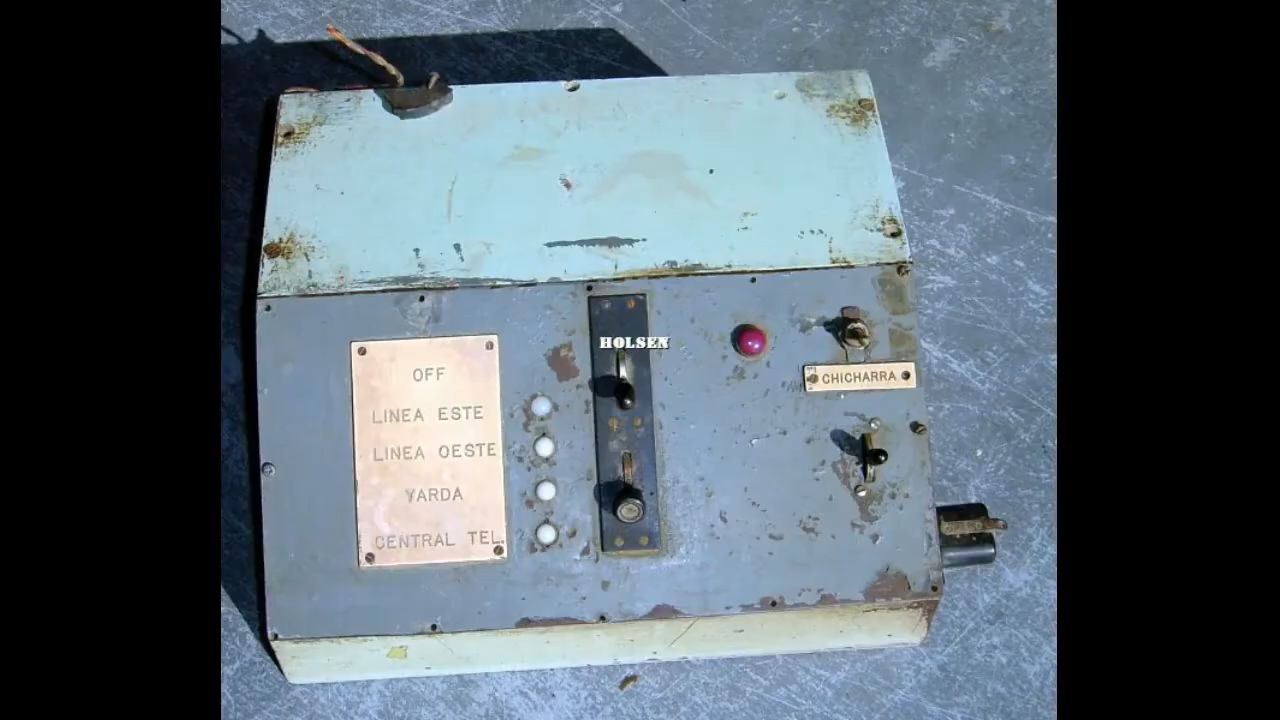 HOLSEN
OFF
LINEA ESTE
LINEA OESTE
YARDA
CENTRAL TEL.
CHICHARRA